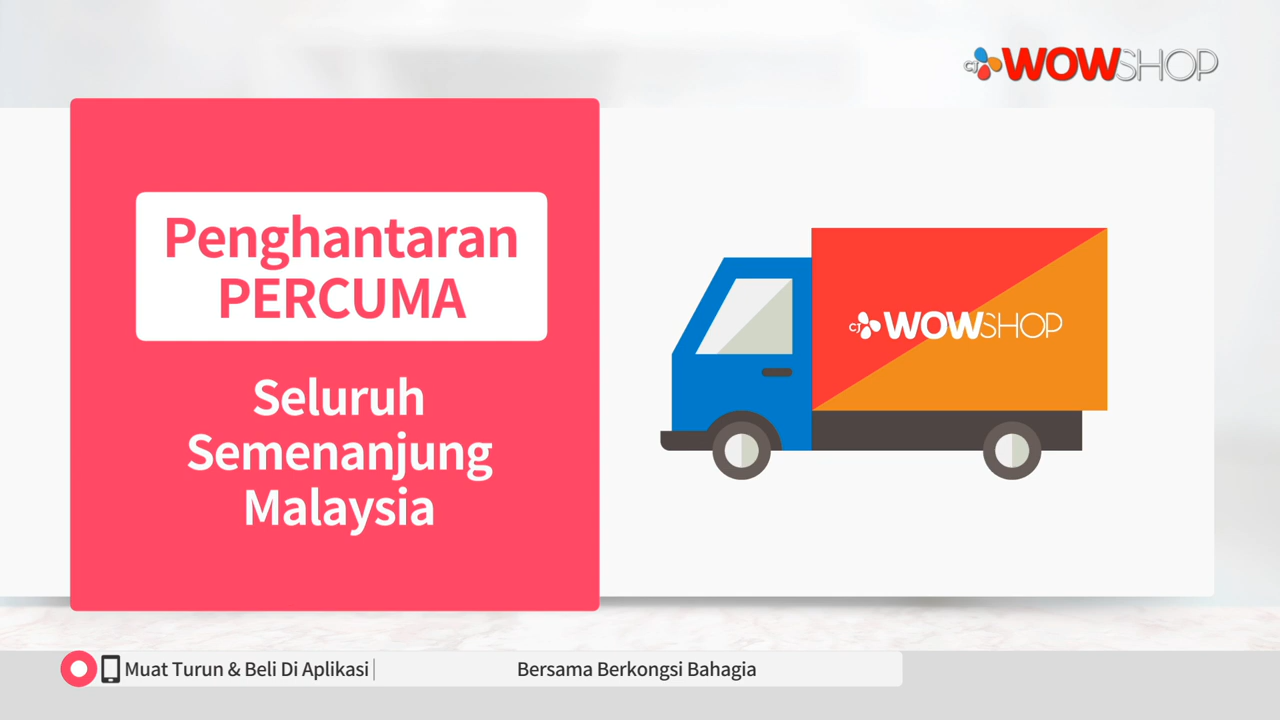 CJ WOWSHOP
Penghantaran
PERCUMA
Seluruh
Semenanjung
Malaysia
CJ WOWSHOP
Muat Turun & Beli Di Aplikasi
Bersama Berkongsi Bahagia